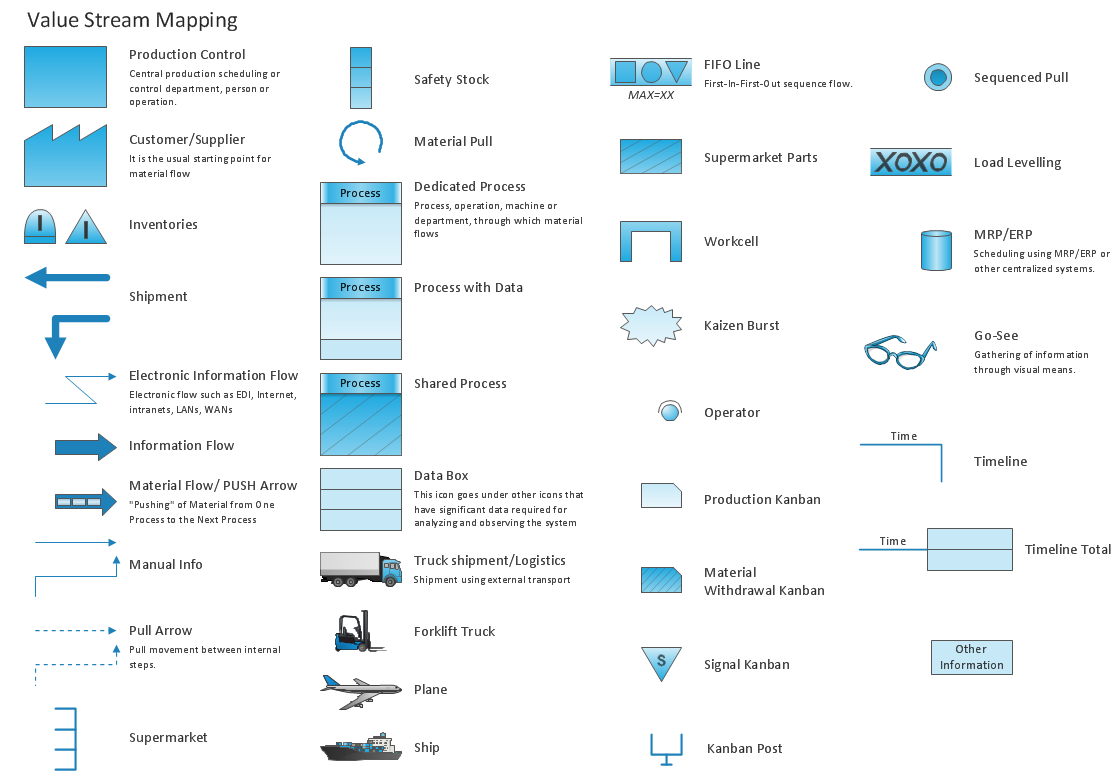 Value Stream Mapping
Production Control
Central production scheduling or
control department, person or
operation.
Customer/Supplier
It is the usual starting point for
material flow
I
I
Inventories
Shipment
Electronic Information Flow
Electronic flow such as EDI, Internet,
intranets, LANs, WANs
Information Flow
Material Flow/ PUSH Arrow
"Pushing" of Material from One
Process to the Next Process
Manual Info
Pull Arrow
Pull movement between internal
steps.
Supermarket
Safety Stock
Material Pull
Process
Dedicated Process
Process, operation, machine or
department, through which material
flows
Process
Process with Data
Process
Shared Process
Data Box
This icon goes under other icons that
have significant data required for
analyzing and observing the system
Truck shipment/Logistics
Shipment using external transport
Forklift Truck
Plane
Ship
FIFO Line
First-In-First-Out sequence flow.
MAX=XX
Supermarket Parts
Workcell
Kaizen Burst
Operator
Production Kanban
Material
Withdrawal Kanban
S
Signal Kanban
Kanban Post
Sequenced Pull
XOXO
Load Levelling
MRP/ERP
Scheduling using MRP/ERP or
other centralized systems.
Go-See
Gathering of information
through visual means.
Time
Timeline
Time
Timeline Total
Other
Information